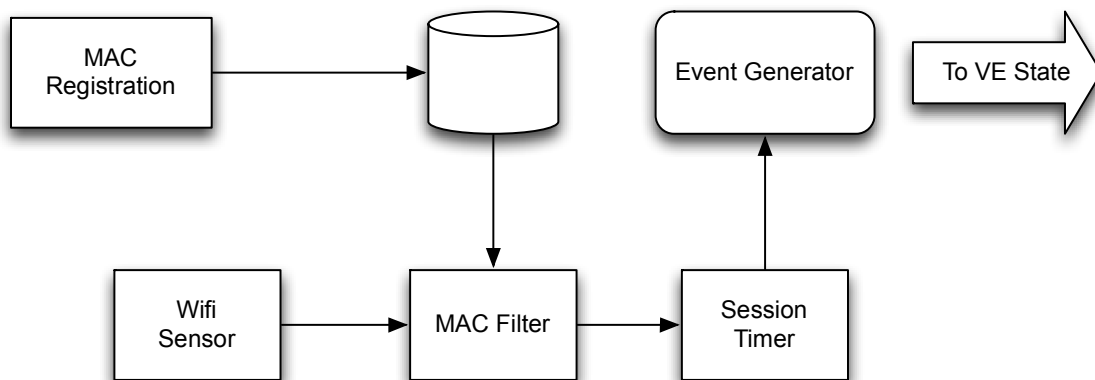 MAC
Registration
Event Generator
To VE State
Wifi
Sensor
MAC Filter
Session
Timer